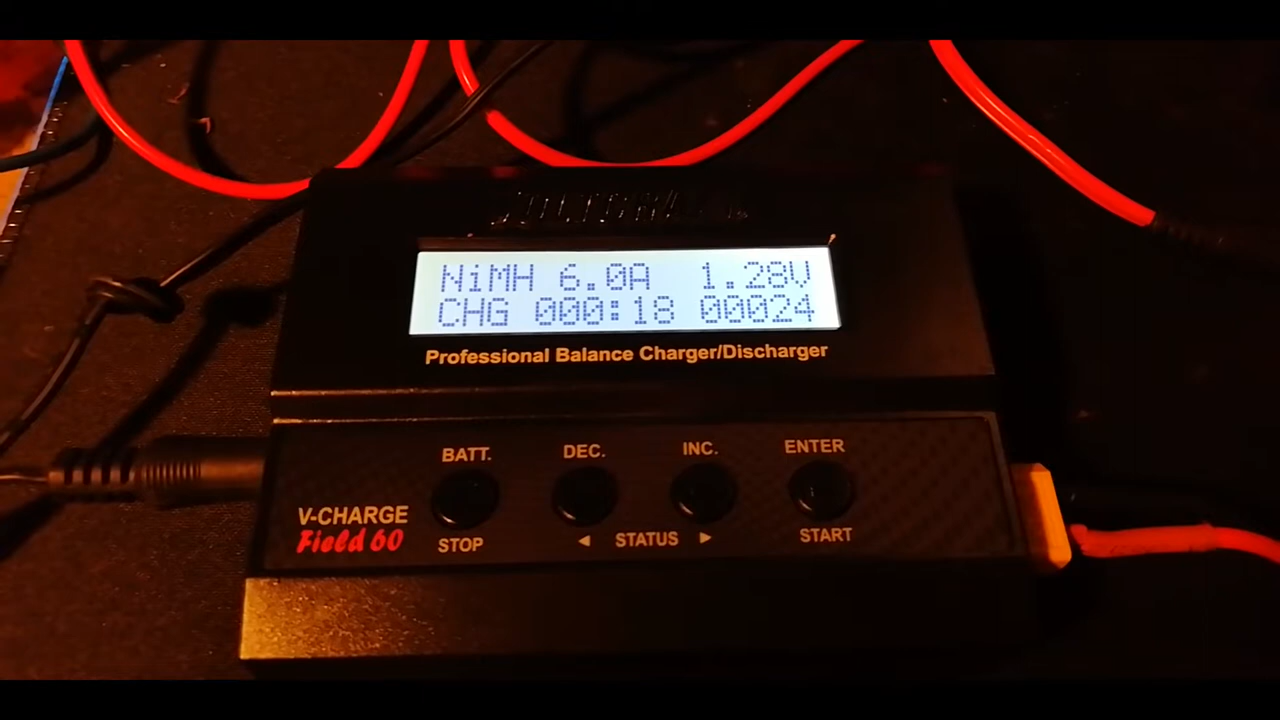 NiMH 6.0A 1.28V
CHG 000:18 00024
Professional Balance Charger/Discharger
BATT. DEC. INC. ENTER
V-CHARGE
Field 60
STOP ◄ STATUS ► START